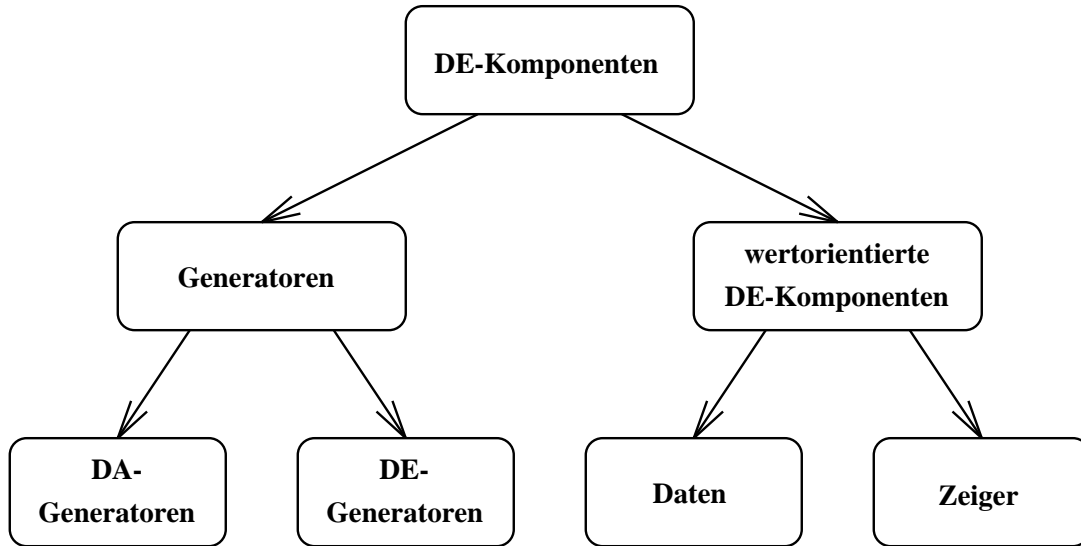 DE-Komponenten
Generatoren
wertorientierte
DE-Komponenten
DA-
Generatoren
DE-
Generatoren
Daten
Zeiger